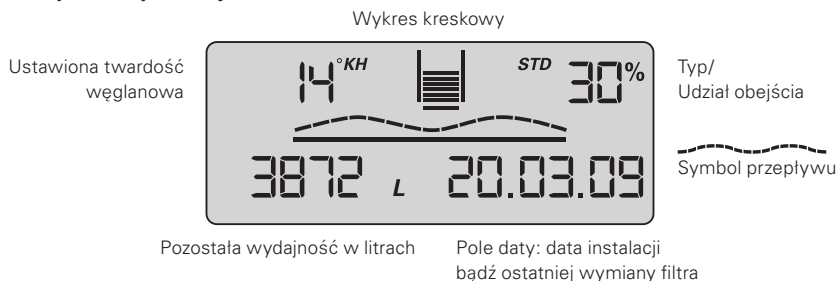 Wykres kreskowy
Ustawiona twardość
węglanowa
14 °KH
STD 30%
Typ/
Udział obejścia
3872 L 20.03.09
Symbol przepływu
Pozostała wydajność w litrach
Pole daty: data instalacji
bądź ostatniej wymiany filtra